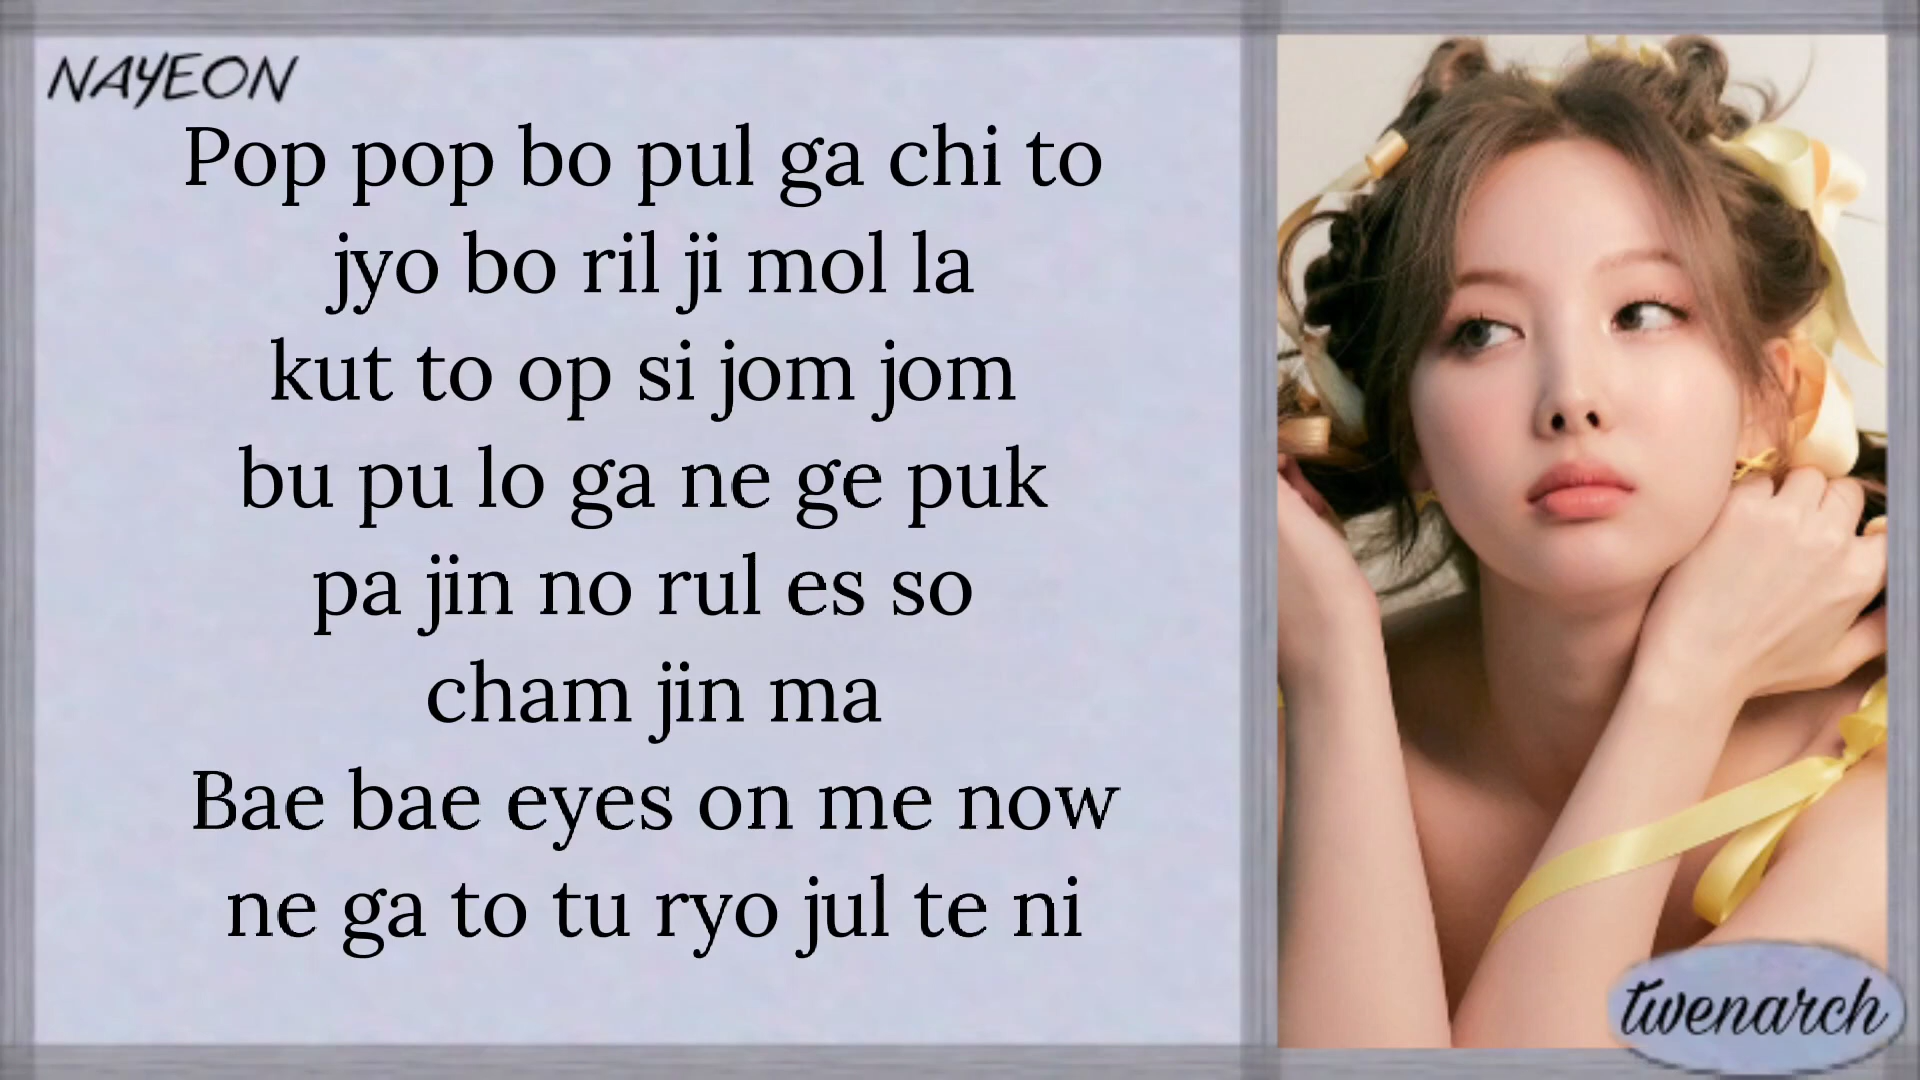 NAYEON
Pop pop bo pul ga chi to
jyo bo ril ji mol la
kut to op si jom jom
bu pu lo ga ne ge puk
pa jin no rul es so
cham jin ma
Bae bae eyes on me now
ne ga to tu ryo jul te ni
twenarch